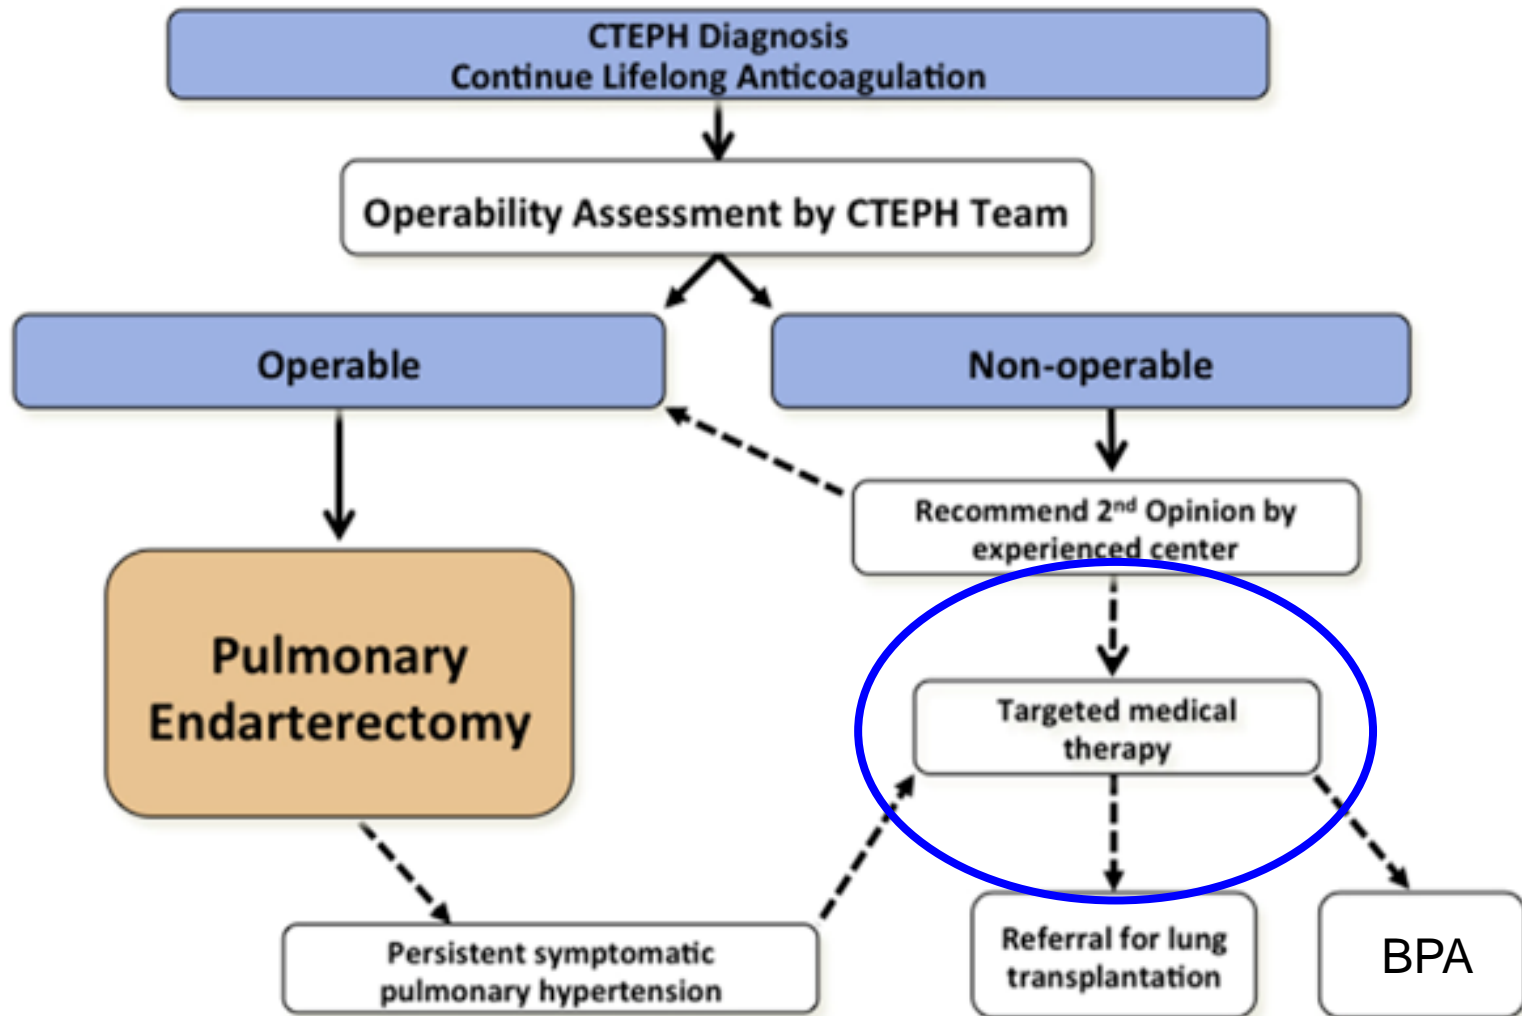 CTEPH Diagnosis
Continue Lifelong Anticoagulation
Operability Assessment by CTEPH Team
Operable
Non-operable
Recommend 2nd Opinion by
experienced center
Pulmonary
Endarterectomy
Targeted medical
therapy
Persistent symptomatic
pulmonary hypertension
Referral for lung
transplantation
BPA